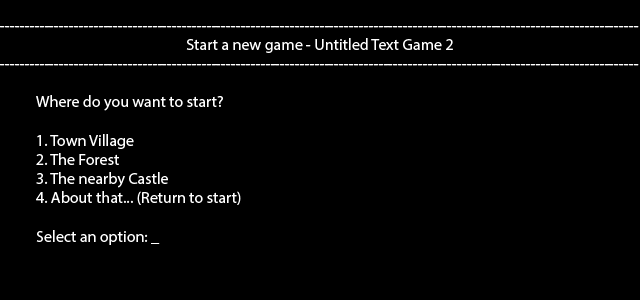 Start a new game - Untitled Text Game 2
Where do you want to start?
1. Town Village
2. The Forest
3. The nearby Castle
4. About that... (Return to start)
Select an option: _